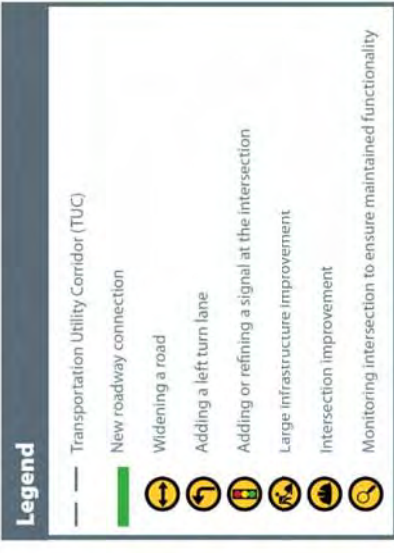 Legend
Transportation Utility Corridor (TUC)
New roadway connection
Widening a road
Adding a left turn lane
Adding or refining a signal at the intersection
Large infrastructure improvement
Intersection improvement
Monitoring intersection to ensure maintained functionality